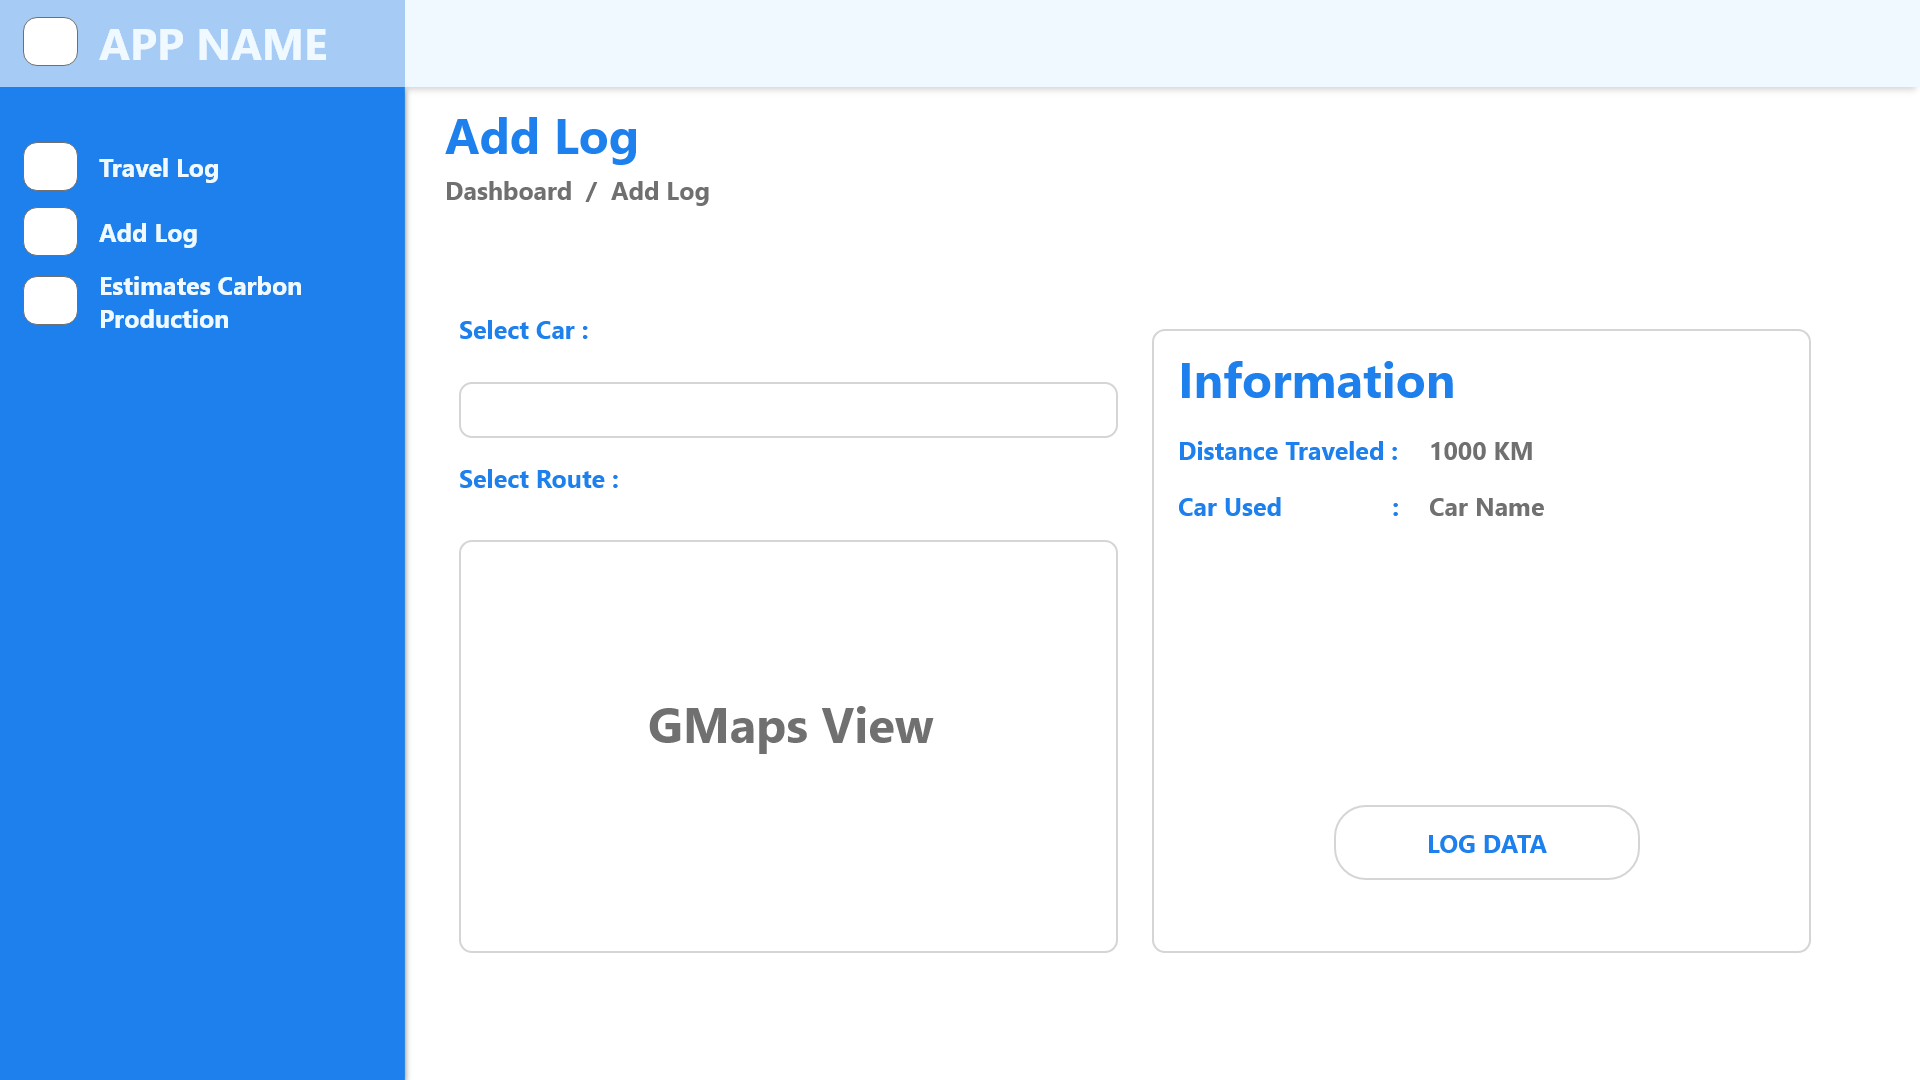 APP NAME
Travel Log
Add Log
Estimates Carbon
Production
Add Log
Dashboard / Add Log
Select Car :
Select Route :
GMaps View
Information
Distance Traveled : 1000 KM
Car Used : Car Name
LOG DATA